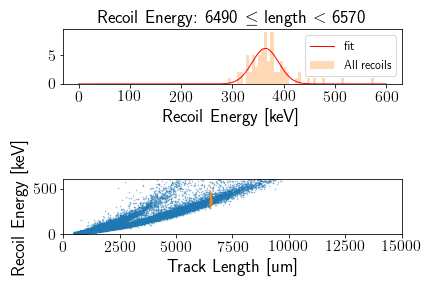 Recoil Energy: 6490 ≤ length < 6570
5
0
fit
All recoils
0 100 200 300 400 500 600
Recoil Energy [keV]
Recoil Energy [keV]
500
0
0 2500 5000 7500 10000 12500 15000
Track Length [um]